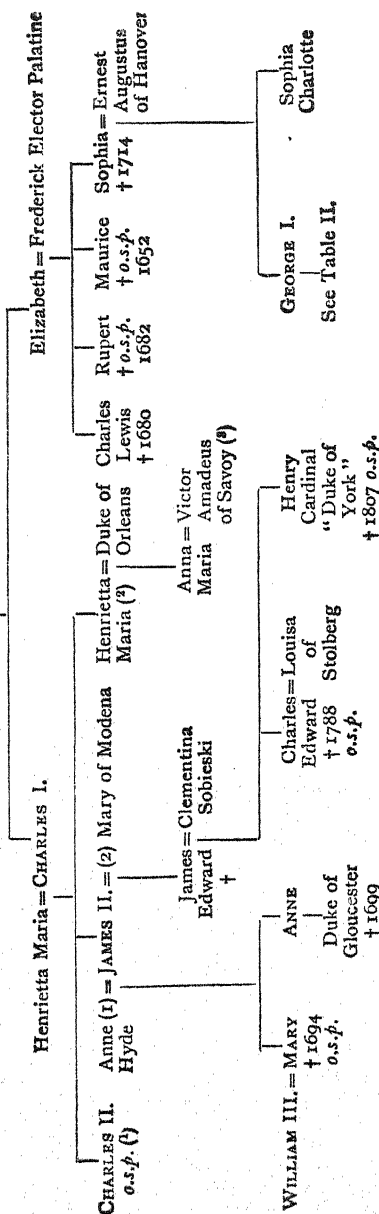 Henrietta Maria = CHARLES I.
Elizabeth = Frederick Elector Palatine
CHARLES II.
o.s.p. (¹)
Anne (1) = JAMES II. = (2) Mary of Modena
Hyde
Henrietta = Duke of
Maria (²) Orleans
Charles
Lewis
† 1680
Rupert
† o.s.p.
1682
Maurice
† o.s.p.
1652
Sophia = Ernest
† 1714 Augustus
of Hanover
James = Clementina
Edward Sobieski
†
Anna = Victor
Maria Amadeus
of Savoy (³)
GEORGE I.
See Table II.
Sophia
Charlotte
WILLIAM III. = MARY
† 1694
o.s.p.
ANNE
Duke of
Gloucester
† 1699
Charles = Louisa
Edward of
† 1788 Stolberg
o.s.p.
Henry
Cardinal
"Duke of
York"
† 1807 o.s.p.